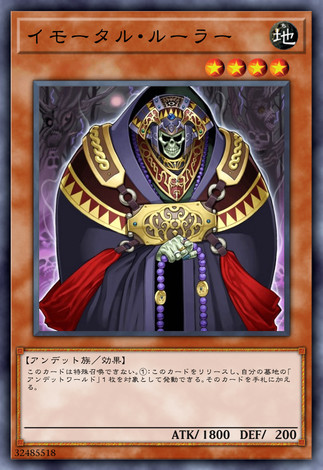 イモータル・ルーラー
地
【アンデット族／効果】
このカードは特殊召喚できない。①：このカードをリリースし、自分の墓地の「
アンデットワールド」１枚を対象として発動できる。そのカードを手札に加え
る。
ATK/ 1800 DEF/ 200
32485518